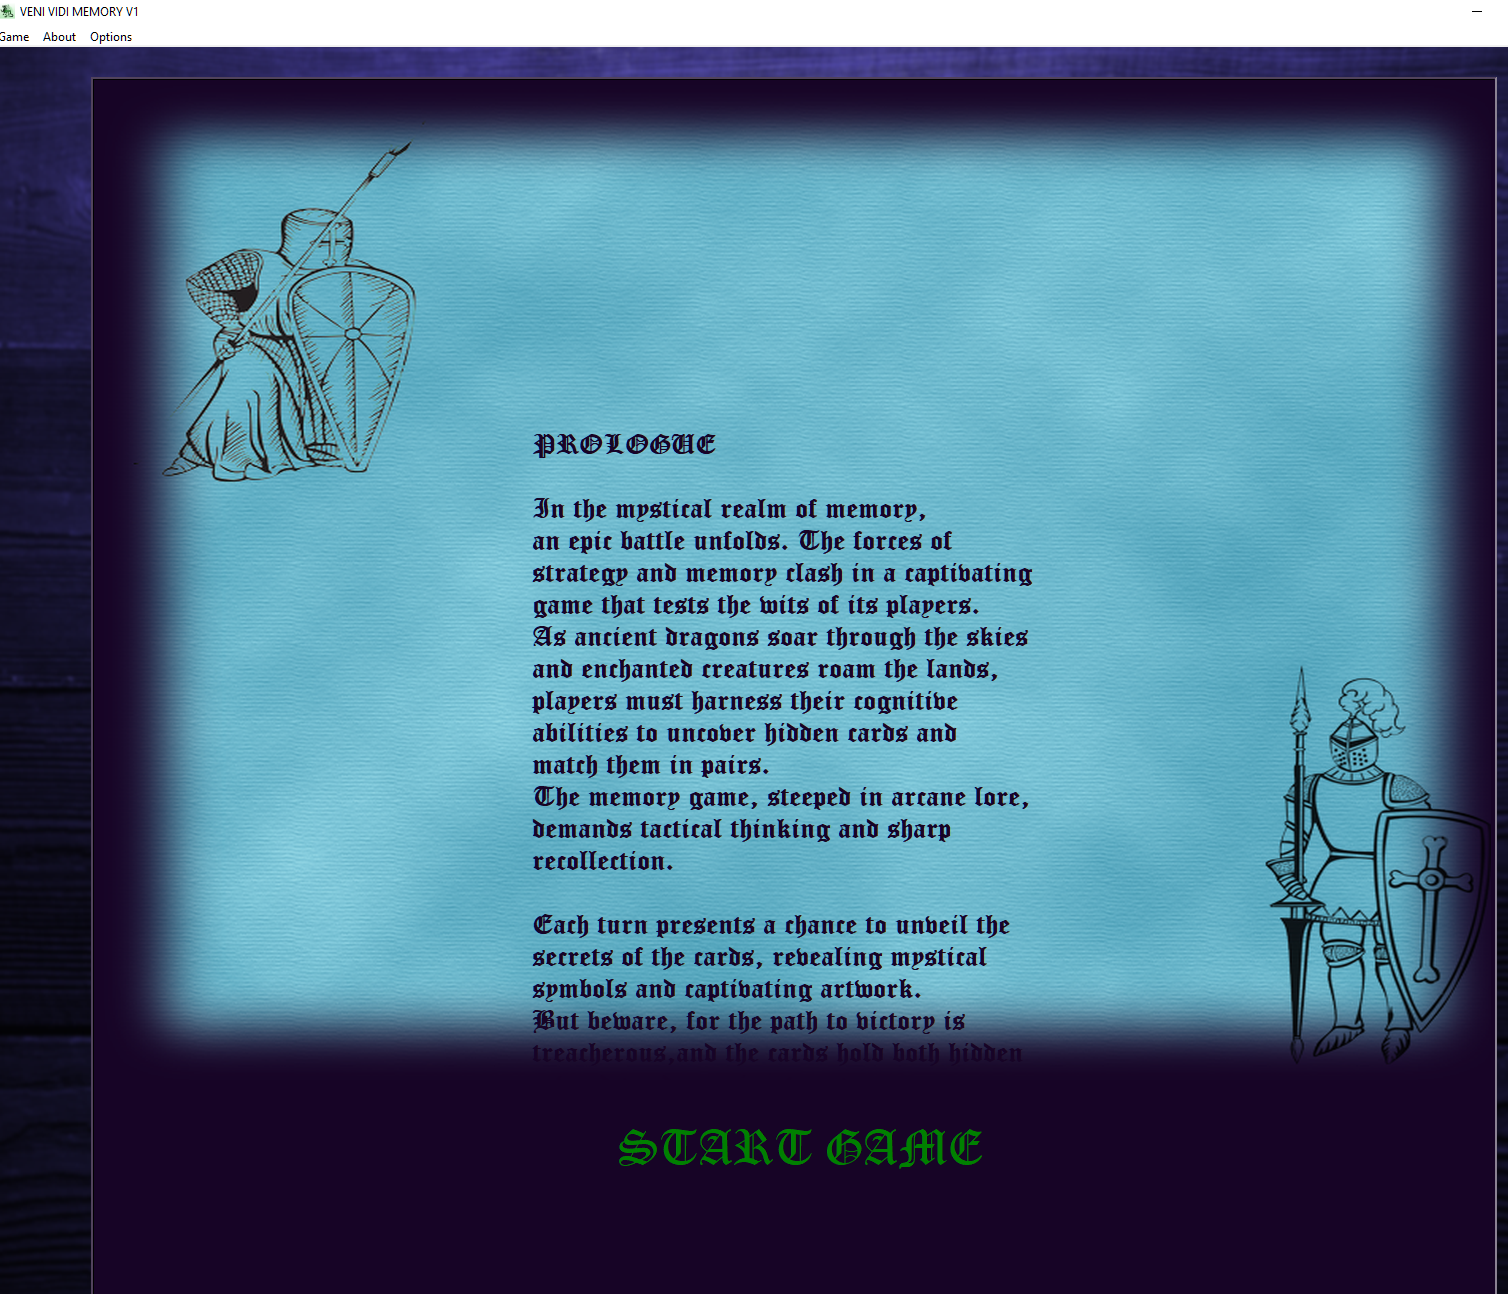 VENI VIDI MEMORY V1
Game About Options
PROLOGUE
In the mystical realm of memory,
an epic battle unfolds. The forces of
strategy and memory clash in a captivating
game that tests the wits of its players.
As ancient dragons soar through the skies
and enchanted creatures roam the lands,
players must harness their cognitive
abilities to uncover hidden cards and
match them in pairs.
The memory game, steeped in arcane lore,
demands tactical thinking and sharp
recollection.
Each turn presents a chance to unveil the
secrets of the cards, revealing mystical
symbols and captivating artwork.
But beware, for the path to victory is
treacherous,and the cards hold both hidden
START GAME